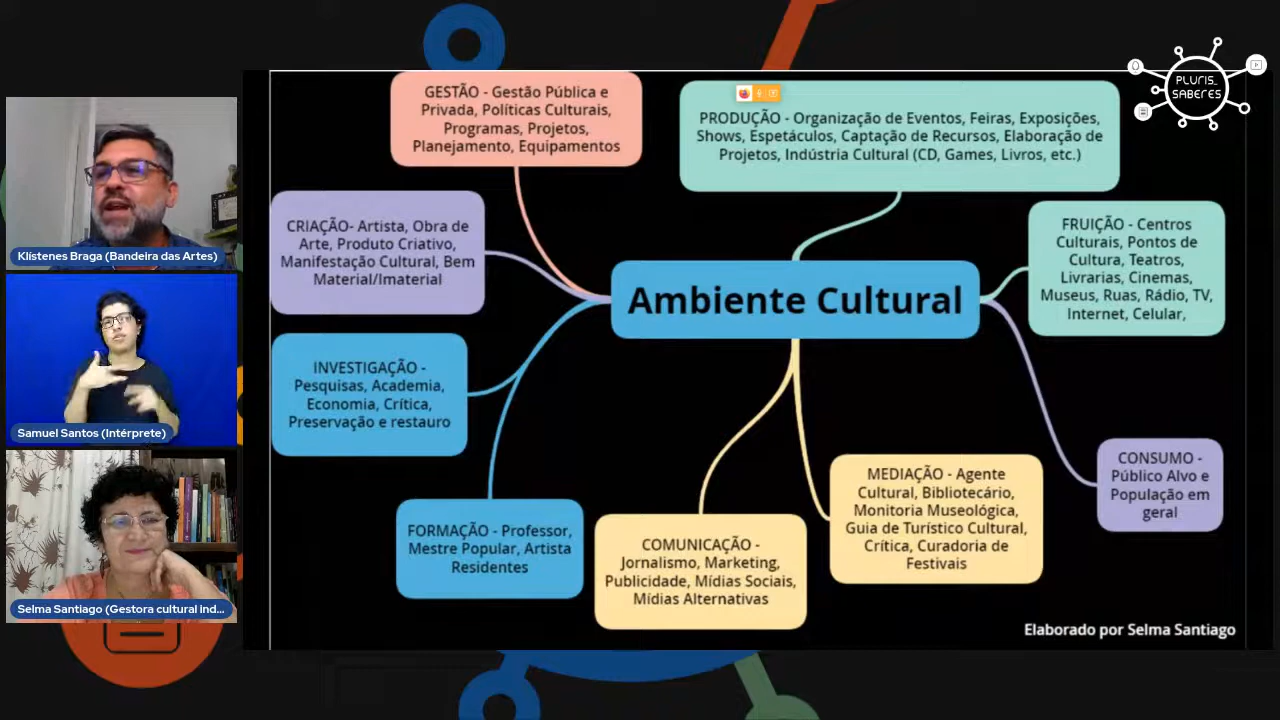 PLURIS_
SABERES
Klístenes Braga (Bandeira das Artes)
Samuel Santos (Intérprete)
Selma Santiago (Gestora cultural ind...
GESTÃO - Gestão Pública e
Privada, Políticas Culturais,
Programas, Projetos,
Planejamento, Equipamentos
PRODUÇÃO - Organização de Eventos, Feiras, Exposições,
Shows, Espetáculos, Captação de Recursos, Elaboração de
Projetos, Indústria Cultural (CD, Games, Livros, etc.)
CRIAÇÃO- Artista, Obra de
Arte, Produto Criativo,
Manifestação Cultural, Bem
Material/Imaterial
FRUIÇÃO - Centros
Culturais, Pontos de
Cultura, Teatros,
Livrarias, Cinemas,
Museus, Ruas, Rádio, TV,
Internet, Celular,
Ambiente Cultural
INVESTIGAÇÃO -
Pesquisas, Academia,
Economia, Crítica,
Preservação e restauro
CONSUMO -
Público Alvo e
População em
geral
FORMAÇÃO - Professor,
Mestre Popular, Artista
Residentes
COMUNICAÇÃO -
Jornalismo, Marketing,
Publicidade, Mídias Sociais,
Mídias Alternativas
MEDIAÇÃO - Agente
Cultural, Bibliotecário,
Monitoria Museológica,
Guia de Turístico Cultural,
Crítica, Curadoria de
Festivais
Elaborado por Selma Santiago